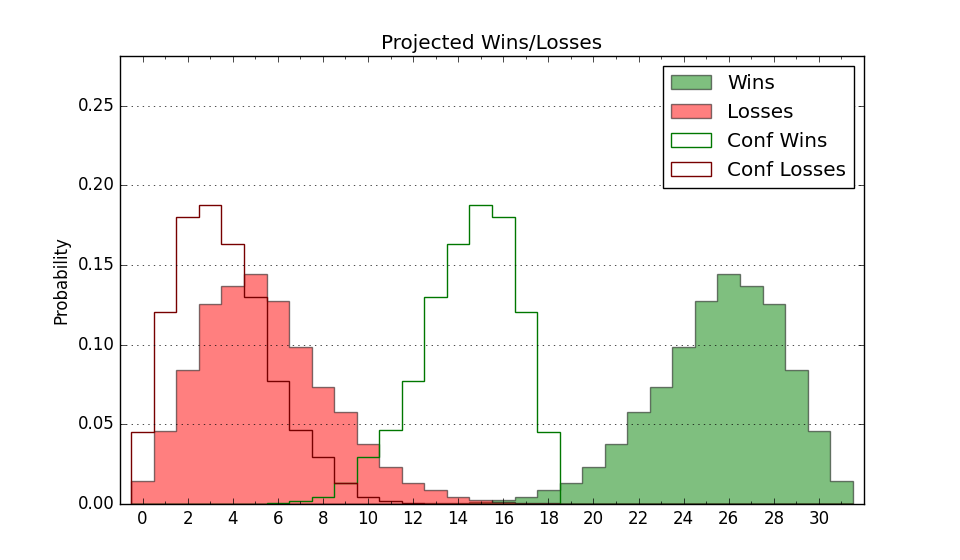 Projected Wins/Losses
Wins
Losses
Conf Wins
Conf Losses
Probability
0.25
0.20
0.15
0.10
0.05
0.00
0 2 4 6 8 10 12 14 16 18 20 22 24 26 28 30